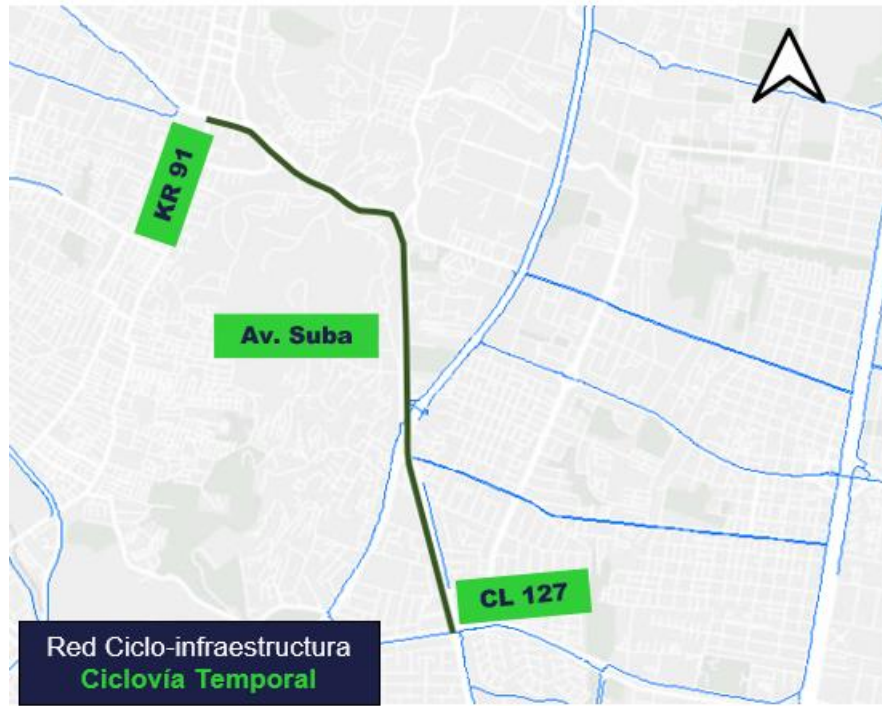 KR 91
Av. Suba
CL 127
Red Ciclo-infraestructura
Ciclovía Temporal